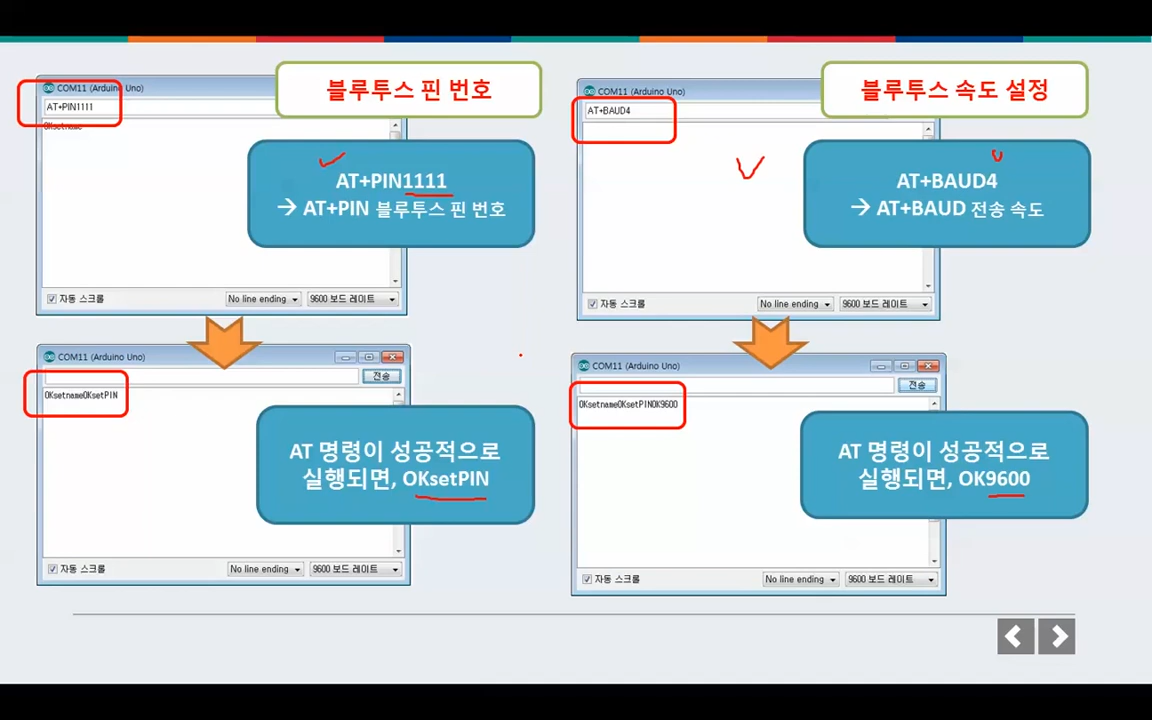 블루투스 핀 번호
COM11 (Arduino Uno)
AT+PIN1111
OKsetname
AT+PIN1111
→ AT+PIN 블루투스 핀 번호
자동 스크롤
No line ending
9600 보드 레이트
COM11 (Arduino Uno)
전송
OKsetnameOKsetPIN
AT 명령이 성공적으로
실행되면, OKsetPIN
자동 스크롤
No line ending
9600 보드 레이트
블루투스 속도 설정
COM11 (Arduino Uno)
AT+BAUD4
AT+BAUD4
→ AT+BAUD 전송 속도
자동 스크롤
No line ending
9600 보드 레이트
COM11 (Arduino Uno)
전송
OKsetnameOKsetPINOK9600
AT 명령이 성공적으로
실행되면, OK9600
자동 스크롤
No line ending
9600 보드 레이트